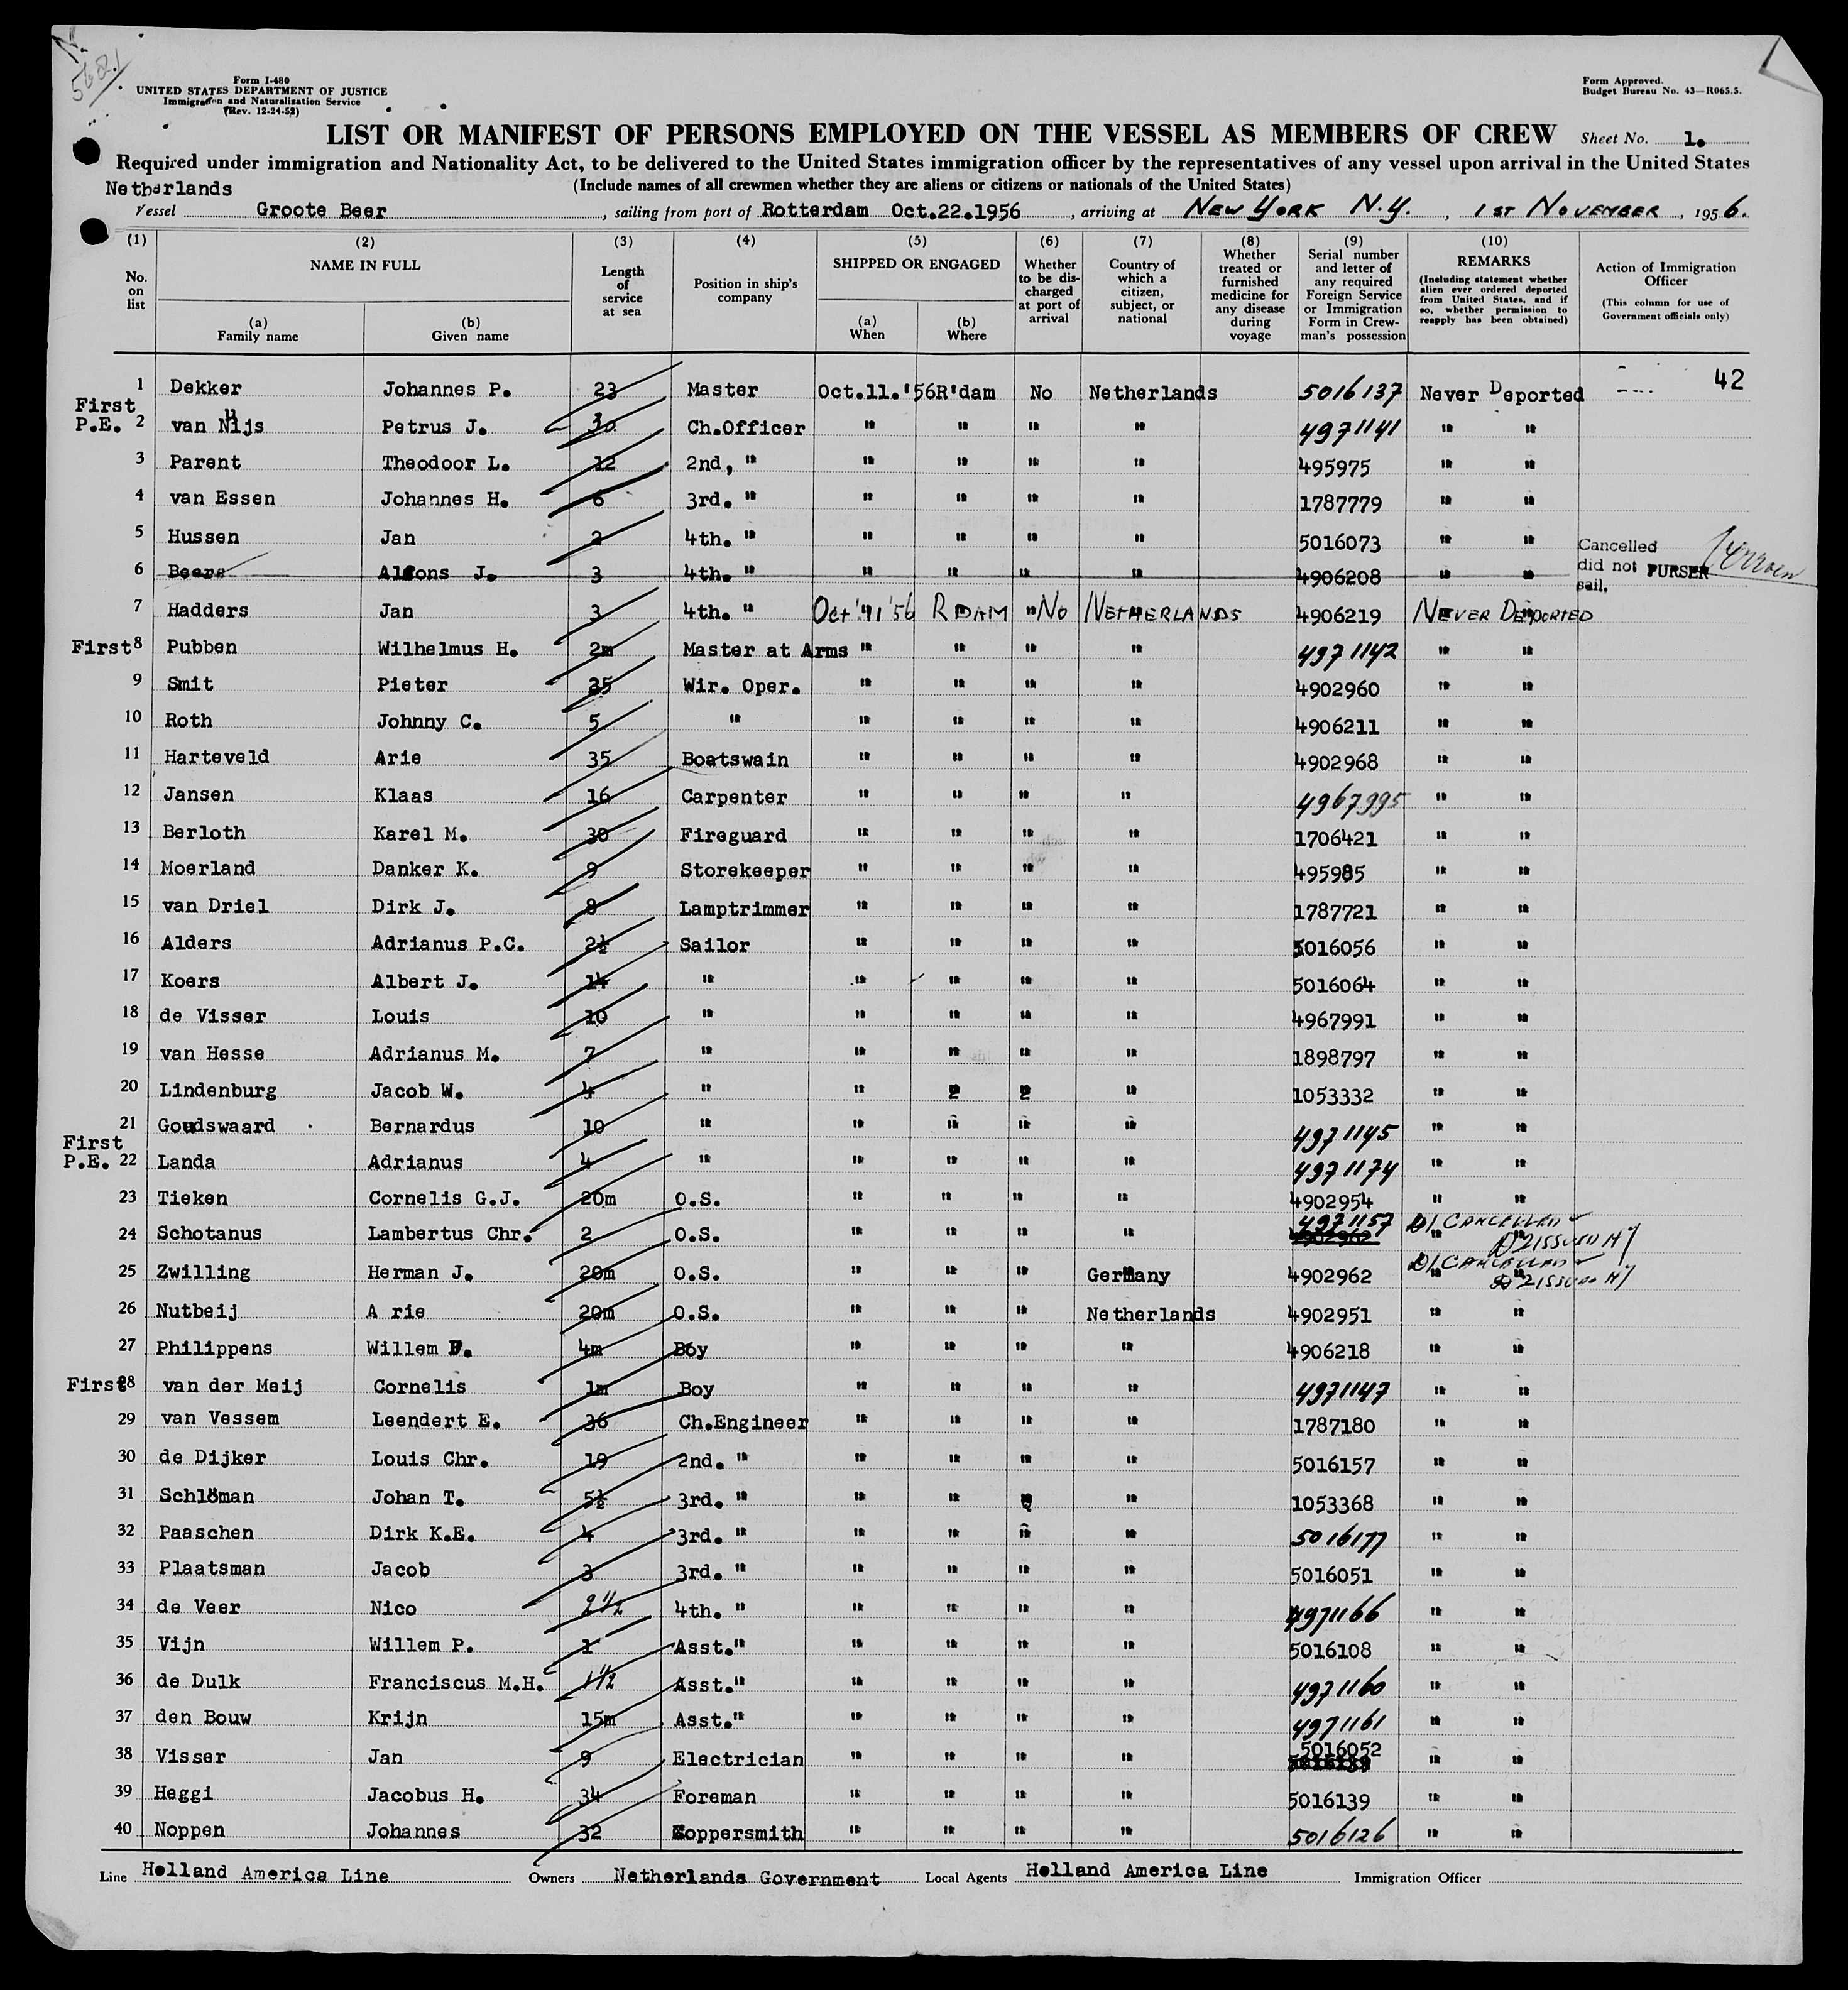 5681
Form I-480
UNITED STATES DEPARTMENT OF JUSTICE
Immigration and Naturalization Service
(Rev. 12-24-52)
Form Approved.
Budget Bureau No. 43—R065.5.
LIST OR MANIFEST OF PERSONS EMPLOYED ON THE VESSEL AS MEMBERS OF CREW Sheet No. 1.
Required under immigration and Nationality Act, to be delivered to the United States immigration officer by the representatives of any vessel upon arrival in the United States
(Include names of all crewmen whether they are aliens or citizens or nationals of the United States)
Netherlands
Vessel Groote Beer, sailing from port of Rotterdam Oct.22.1956, arriving at NEW YORK N.Y., 1ST NOVEMBER, 1956.
(1) No. on list
(2) NAME IN FULL
(a) Family name
(b) Given name
(3) Length of service at sea
(4) Position in ship's company
(5) SHIPPED OR ENGAGED
(a) When
(b) Where
(6) Whether to be discharged at port of arrival
(7) Country of which a citizen, subject, or national
(8) Whether treated or furnished medicine for any disease during voyage
(9) Serial number and letter of any required Foreign Service or Immigration Form in Crewman's possession
(10) REMARKS
(Including statement whether alien ever ordered deported from United States, and if so, whether permission to reapply has been obtained)
Action of Immigration Officer
(This column for use of Government officials only)
1 Dekker Johannes P. 23 Master Oct.11.'56 R'dam No Netherlands 5016137 Never Deported 42
First P.E. 2 van Nijs Petrus J. 30 Ch.Officer " " " " 4971141 " "
3 Parent Theodoor L. 12 2nd, " " " " " 495975 " "
4 van Essen Johannes H. 6 3rd. " " " " " 1787779 " "
5 Hussen Jan 2 4th. " " " " " 5016073 " "
6 Beers Alfons J. 3 4th. " " " " " 4906208 " " Cancelled did not sail. PURSER
7 Hadders Jan 3 4th. " Oct '11 '56 R DAM " No NETHERLANDS 4906219 NEVER DEPORTED
First 8 Pubben Wilhelmus H. 2m Master at Arms " " " " 4971142 " "
9 Smit Pieter 35 Wir. Oper. " " " " 4902960 " "
10 Roth Johnny C. 5 " " " " " 4906211 " "
11 Harteveld Arie 35 Boatswain " " " " 4902968 " "
12 Jansen Klaas 16 Carpenter " " " " 4967995 " "
13 Berloth Karel M. 30 Fireguard " " " " 1706421 " "
14 Moerland Danker K. 9 Storekeeper " " " " 495985 " "
15 van Driel Dirk J. 8 Lamptrimmer " " " " 1787721 " "
16 Alders Adrianus P.C. 2½ Sailor " " " " 5016056 " "
17 Koers Albert J. 14 " " " " " 5016064 " "
18 de Visser Louis 10 " " " " " 4967991 " "
19 van Hesse Adrianus M. 7 " " " " " 1898797 " "
20 Lindenburg Jacob W. 4 " " " " " 1053332 " "
21 Goudswaard Bernardus 10 " " " " " 4971145 " "
First P.E. 22 Landa Adrianus 4 " " " " " 4971174 " "
23 Tieken Cornelis G.J. 20m O.S. " " " " 4902954 " "
24 Schotanus Lambertus Chr. 2 O.S. " " " " 4971157 4902962 D1 CANCELLED " " D2 ISSUED NY
25 Zwilling Herman J. 20m O.S. " " " Germany 4902962 D1 CANCELLED " " D2 ISSUED NY
26 Nutbeij A rie 20m O.S. " " " Netherlands 4902951 " "
27 Philippens Willem F. 4m Boy " " " " 4906218 " "
First 28 van der Meij Cornelis 1m Boy " " " " 4971147 " "
29 van Vessem Leendert E. 36 Ch.Engineer " " " " 1787180 " "
30 de Dijker Louis Chr. 19 2nd. " " " " " 5016157 " "
31 Schlöman Johan T. 5½ 3rd. " " " " " 1053368 " "
32 Paaschen Dirk K.E. 4 3rd. " " " " " 5016177 " "
33 Plaatsman Jacob 3 3rd. " " " " " 5016051 " "
34 de Veer Nico 2½ 4th. " " " " " 4971166 " "
35 Vijn Willem P. 1 Asst." " " " " 5016108 " "
36 de Dulk Franciscus M.H. 1½ Asst." " " " " 4971160 " "
37 den Bouw Krijn 15m Asst." " " " " 4971161 " "
38 Visser Jan 9 Electrician " " " " 5016052 " "
39 Heggi Jacobus H. 34 Foreman " " " " 5016139 " "
40 Noppen Johannes 32 Coppersmith " " " " 5016126 " "
Line Holland America Line Owners Netherlands Government Local Agents Holland America Line Immigration Officer